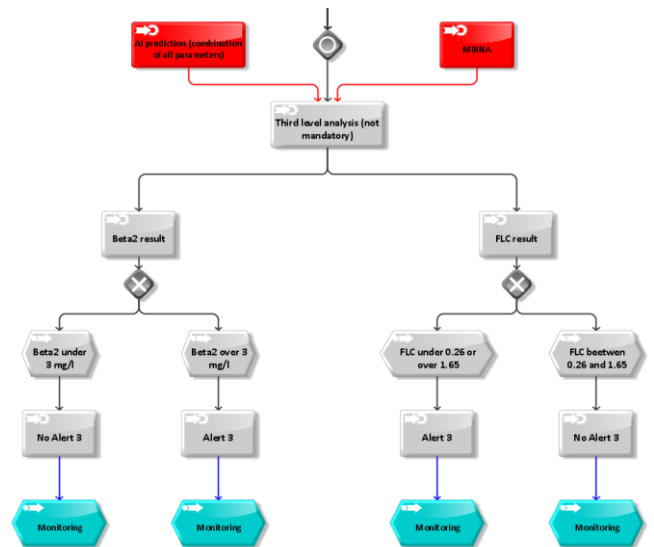 AI prediction (combination
of all parameters)
MIRNA
Third level analysis (not
mandatory)
Beta2 result
FLC result
Beta2 under
3 mg/l
Beta2 over 3
mg/l
FLC under 0.26 or
over 1.65
FLC beetwen
0.26 and 1.65
No Alert 3
Alert 3
Alert 3
No Alert 3
Monitoring
Monitoring
Monitoring
Monitoring